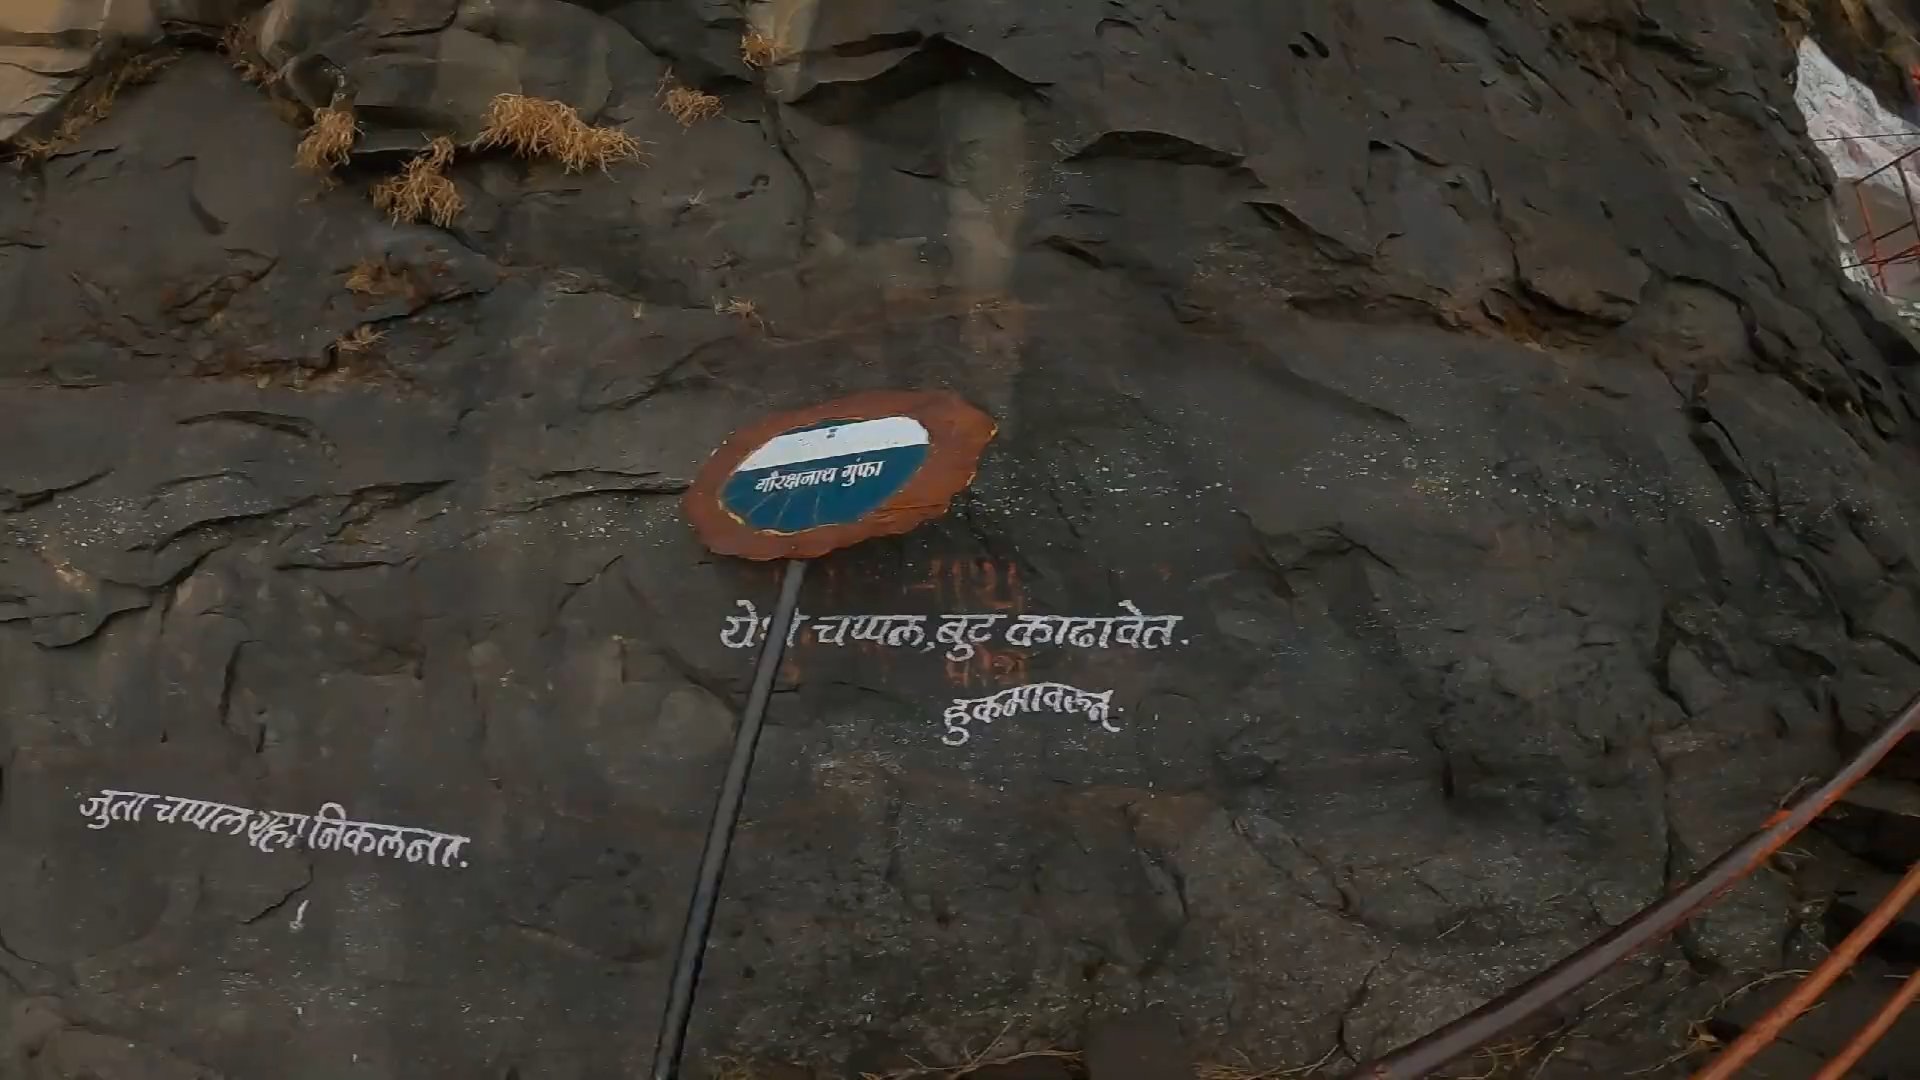 गोरक्षनाथ गुंफा
येथे चप्पल,बुट काढावेत.
हुकमावरून.
जुता चप्पल यहा निकलना.
!